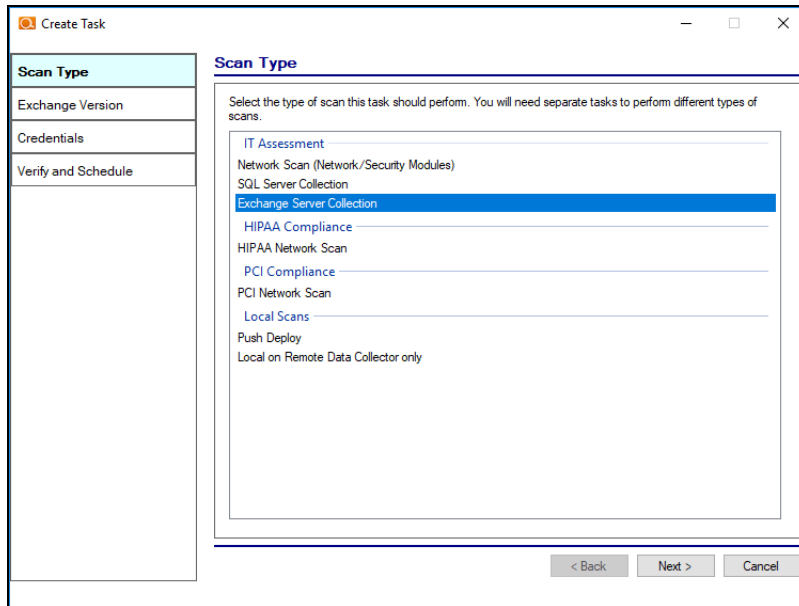 Create Task
Scan Type
Exchange Version
Credentials
Verify and Schedule
Scan Type
Select the type of scan this task should perform. You will need separate tasks to perform different types of
scans.
IT Assessment
Network Scan (Network/Security Modules)
SQL Server Collection
Exchange Server Collection
HIPAA Compliance
HIPAA Network Scan
PCI Compliance
PCI Network Scan
Local Scans
Push Deploy
Local on Remote Data Collector only
< Back
Next >
Cancel